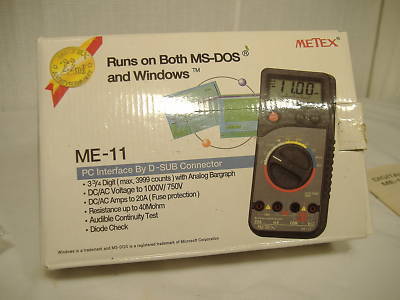 Runs on Both MS-DOS®
and Windows™
METEX®
11.00
ME-11
PC Interface By D-SUB Connector
• 3 3/4 Digit ( max, 3999 counts ) with Analog Bargraph
• DC/AC Voltage to 1000V/ 750V
• DC/AC Amps to 20A ( Fuse protection )
• Resistance up to 40Mohm
• Audible Continuity Test
• Diode Check
Windows is a trademark and MS-DOS is a registered trademark of Microsoft Corporation
DIGITAL